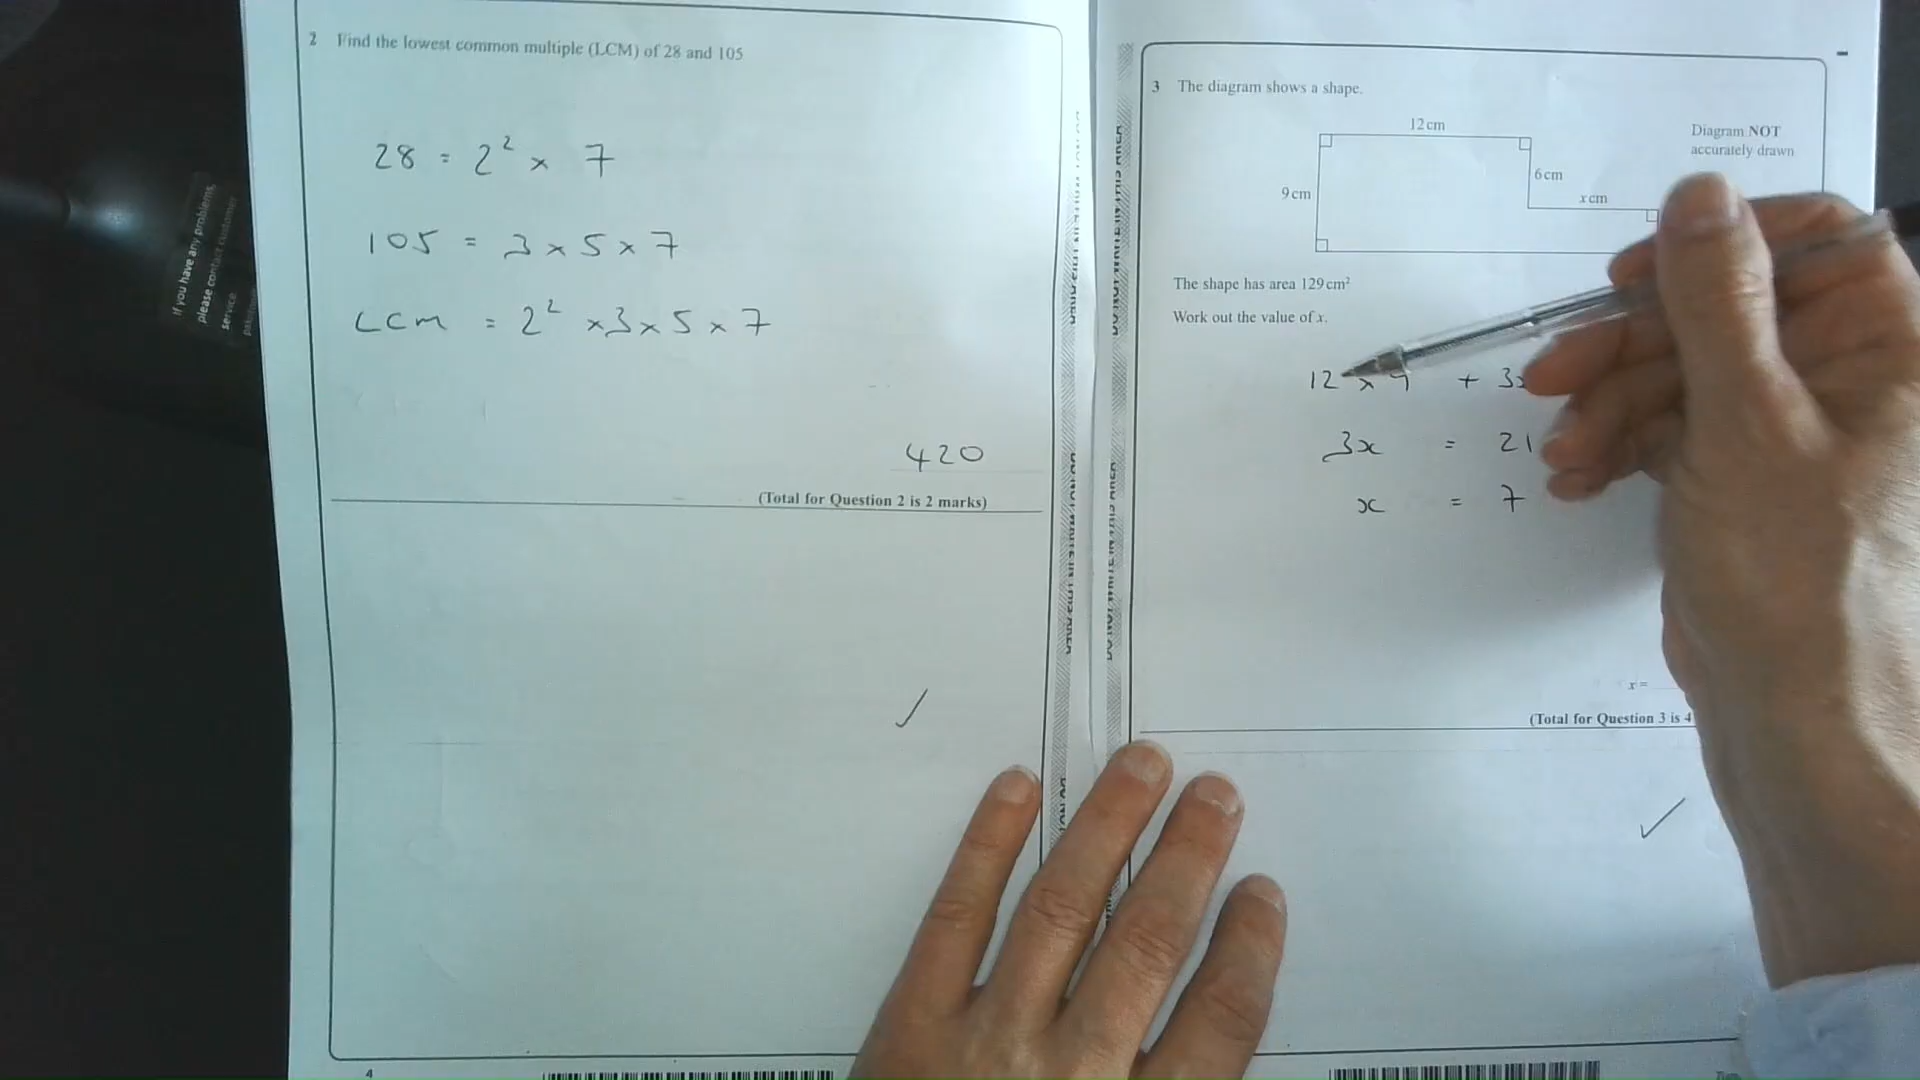 If you have any problems,
please contact customer
service
2 Find the lowest common multiple (LCM) of 28 and 105
28 = 2² × 7
105 = 3 × 5 × 7
LCM = 2² × 3 × 5 × 7
420
(Total for Question 2 is 2 marks)
4
3 The diagram shows a shape.
Diagram NOT
accurately drawn
12 cm
6 cm
9 cm
x cm
The shape has area 129 cm²
Work out the value of x.
12 × 9 + 3x
3x = 21
x = 7
x =
(Total for Question 3 is 4